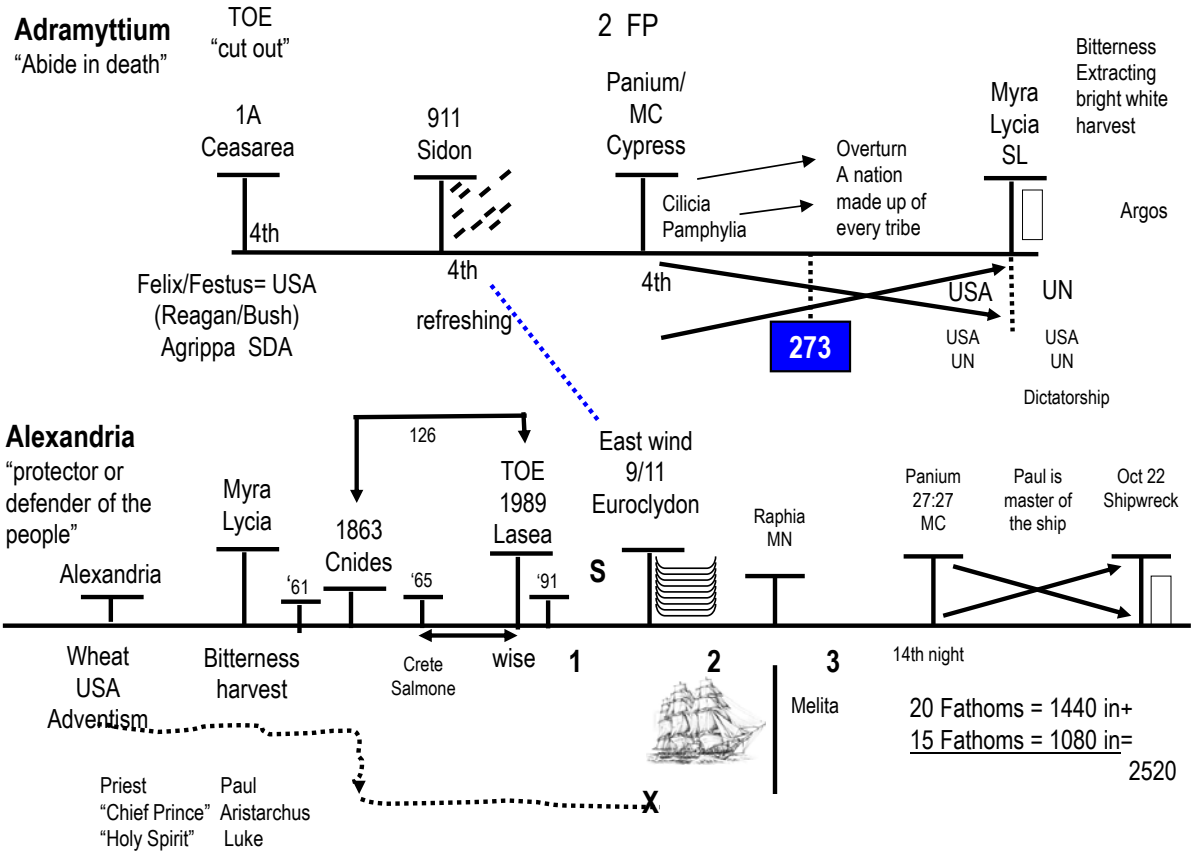 Adramyttium
“Abide in death”
TOE
“cut out”
2 FP
Bitterness
Extracting
bright white
harvest
1A
Ceasarea
911
Sidon
Panium/
MC
Cypress
Myra
Lycia
SL
Overturn
A nation
made up of
every tribe
Cilicia
Pamphylia
Argos
4th
4th
4th
Felix/Festus= USA
(Reagan/Bush)
Agrippa SDA
refreshing
273
USA
UN
USA
UN
USA
UN
Dictatorship
Alexandria
“protector or
defender of the
people”
126
Alexandria
Myra
Lycia
‘61
1863
Cnides
‘65
TOE
1989
Lasea
‘91
S
East wind
9/11
Euroclydon
Raphia
MN
Panium
27:27
MC
Paul is
master of
the ship
Oct 22
Shipwreck
Wheat
USA
Adventism
Bitterness
harvest
Crete
Salmone
wise
1
2
3
14th night
Melita
20 Fathoms = 1440 in+
15 Fathoms = 1080 in=
2520
X
Priest Paul
“Chief Prince” Aristarchus
“Holy Spirit” Luke